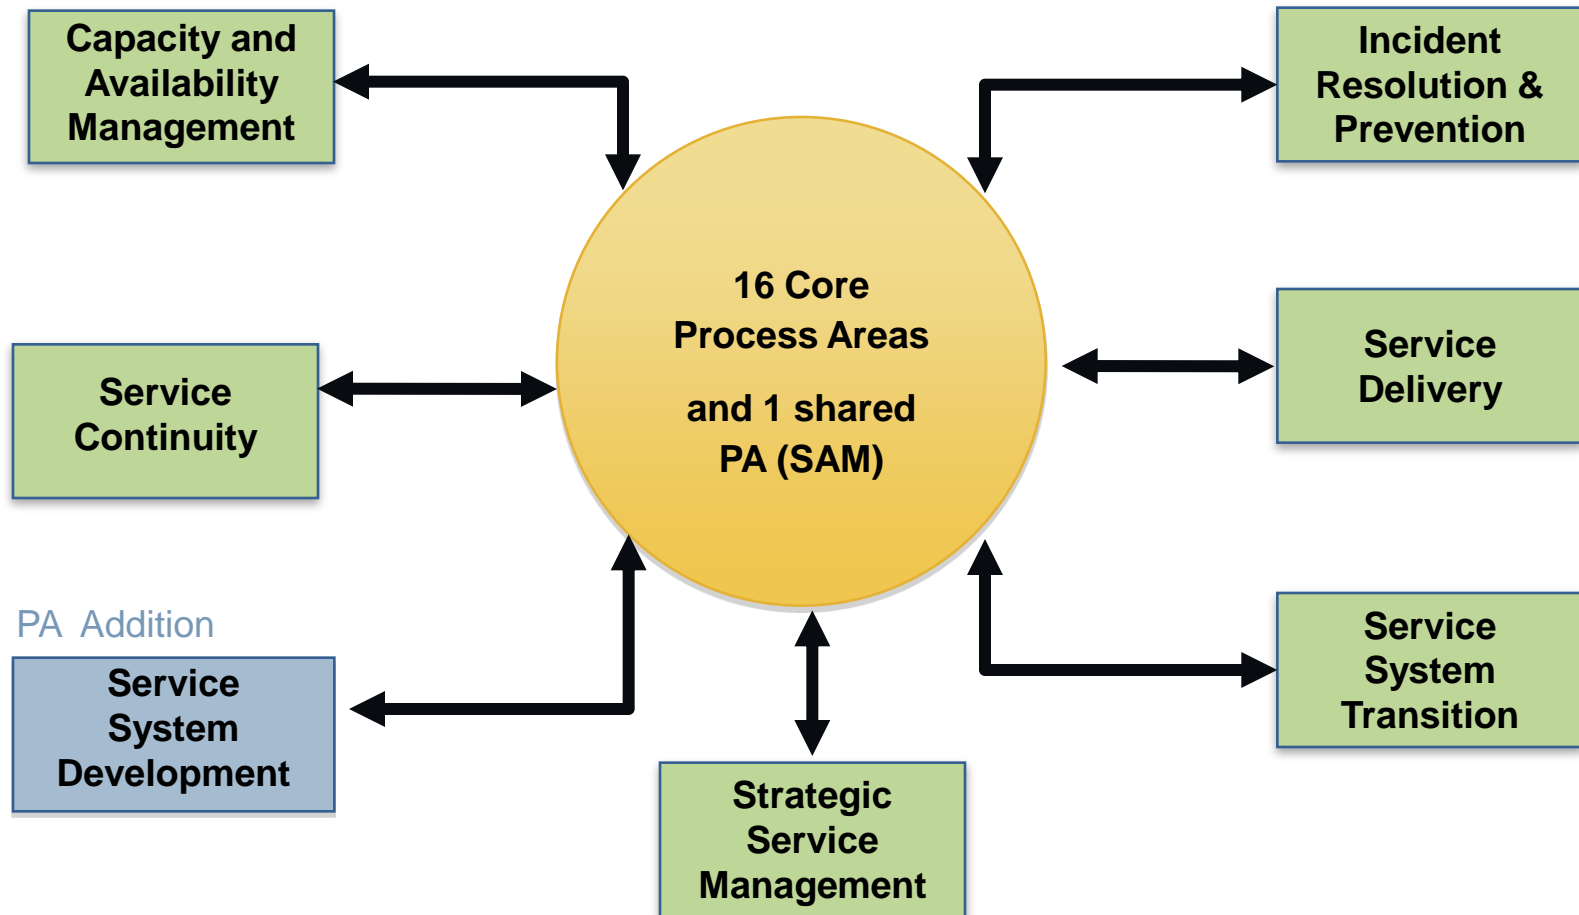 Capacity and
Availability
Management
Incident
Resolution &
Prevention
16 Core
Process Areas
and 1 shared
PA (SAM)
Service
Continuity
Service
Delivery
PA Addition
Service
System
Development
Strategic
Service
Management
Service
System
Transition